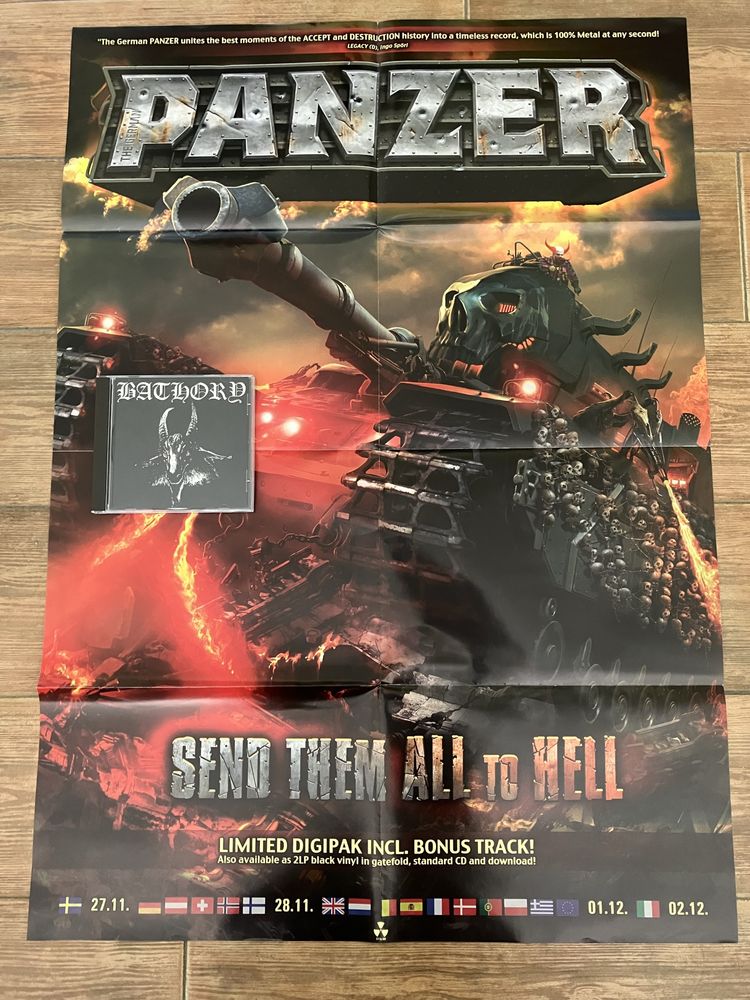 "The German PANZER unites the best moments of the ACCEPT and DESTRUCTION history into a timeless record, which is 100% Metal at any second!
LEGACY (D), Ingo Spörl
THE GERMAN
PANZER
BATHORY
SEND THEM ALL TO HELL
LIMITED DIGIPAK INCL. BONUS TRACK!
Also available as 2LP black vinyl in gatefold, standard CD and download!
27.11. 28.11. 01.12. 02.12.